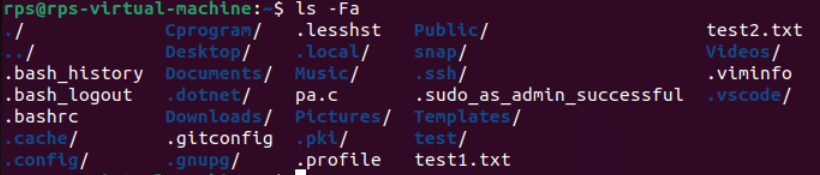 rps@rps-virtual-machine:~$ ls -Fa
./ Cprogram/ .lesshst Public/ test2.txt
../ Desktop/ .local/ snap/ Videos/
.bash_history Documents/ Music/ .ssh/ .viminfo
.bash_logout .dotnet/ pa.c .sudo_as_admin_successful .vscode/
.bashrc Downloads/ Pictures/ Templates/
.cache/ .gitconfig .pki/ test/
.config/ .gnupg/ .profile test1.txt